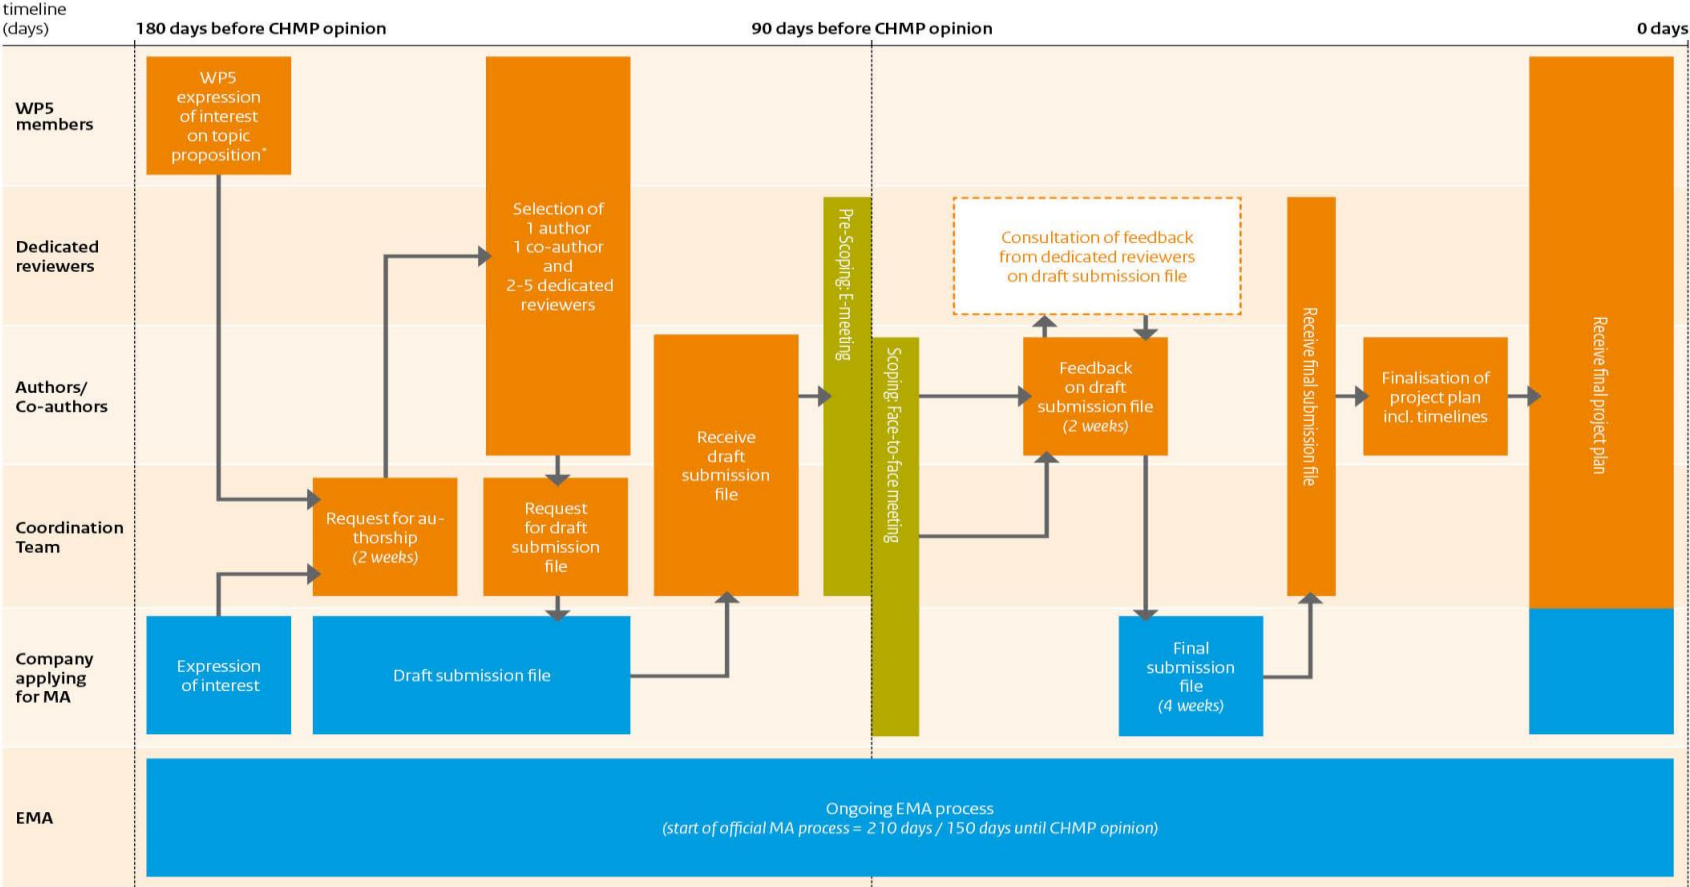 timeline
(days)
180 days before CHMP opinion
90 days before CHMP opinion
0 days
WP5
members
WP5
expression
of interest
on topic
proposition*
Dedicated
reviewers
Selection of
1 author
1 co-author
and
2-5 dedicated
reviewers
Pre-Scoping: E-meeting
Consultation of feedback
from dedicated reviewers
on draft submission file
Authors/
Co-authors
Receive
draft
submission
file
Scoping: Face-to-face meeting
Feedback
on draft
submission file
(2 weeks)
Receive final submission file
Finalisation of
project plan
incl. timelines
Receive final project plan
Coordination
Team
Request for au-
thorship
(2 weeks)
Request
for draft
submission
file
Company
applying
for MA
Expression
of interest
Draft submission file
Final
submission
file
(4 weeks)
EMA
Ongoing EMA process
(start of official MA process = 210 days / 150 days until CHMP opinion)